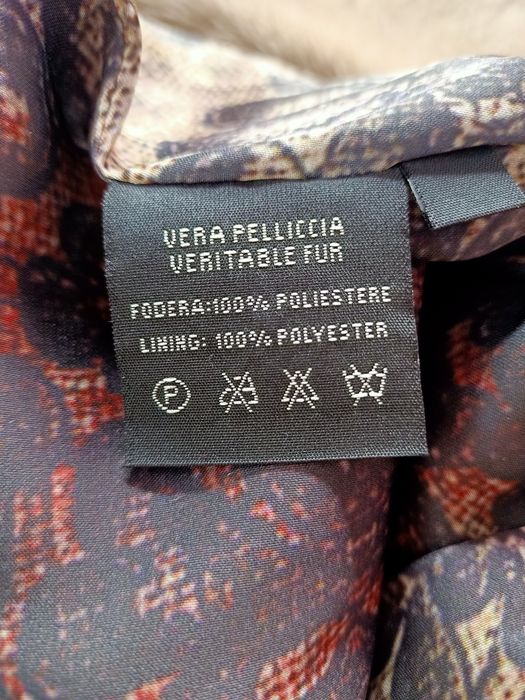 VERA PELLICCIA
VERITABLE FUR
FODERA:100% POLIESTERE
LINING: 100% POLYESTER
P